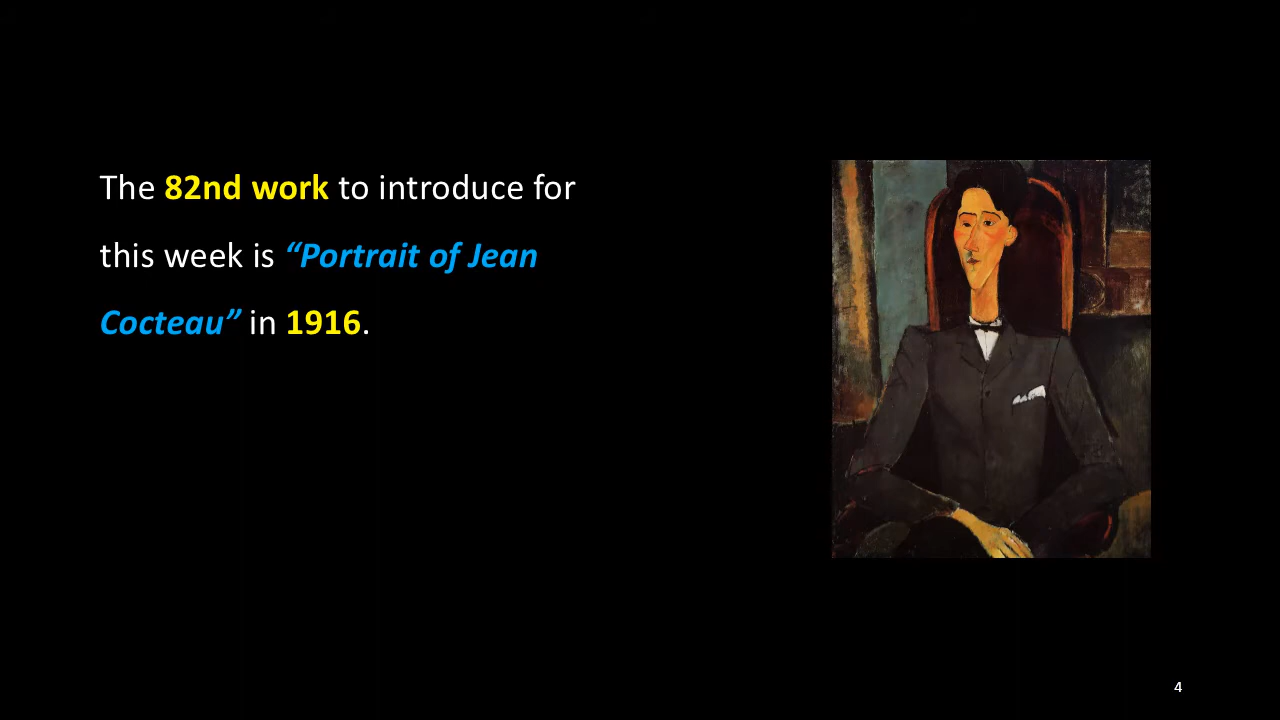 The 82nd work to introduce for
this week is “Portrait of Jean
Cocteau” in 1916.
4